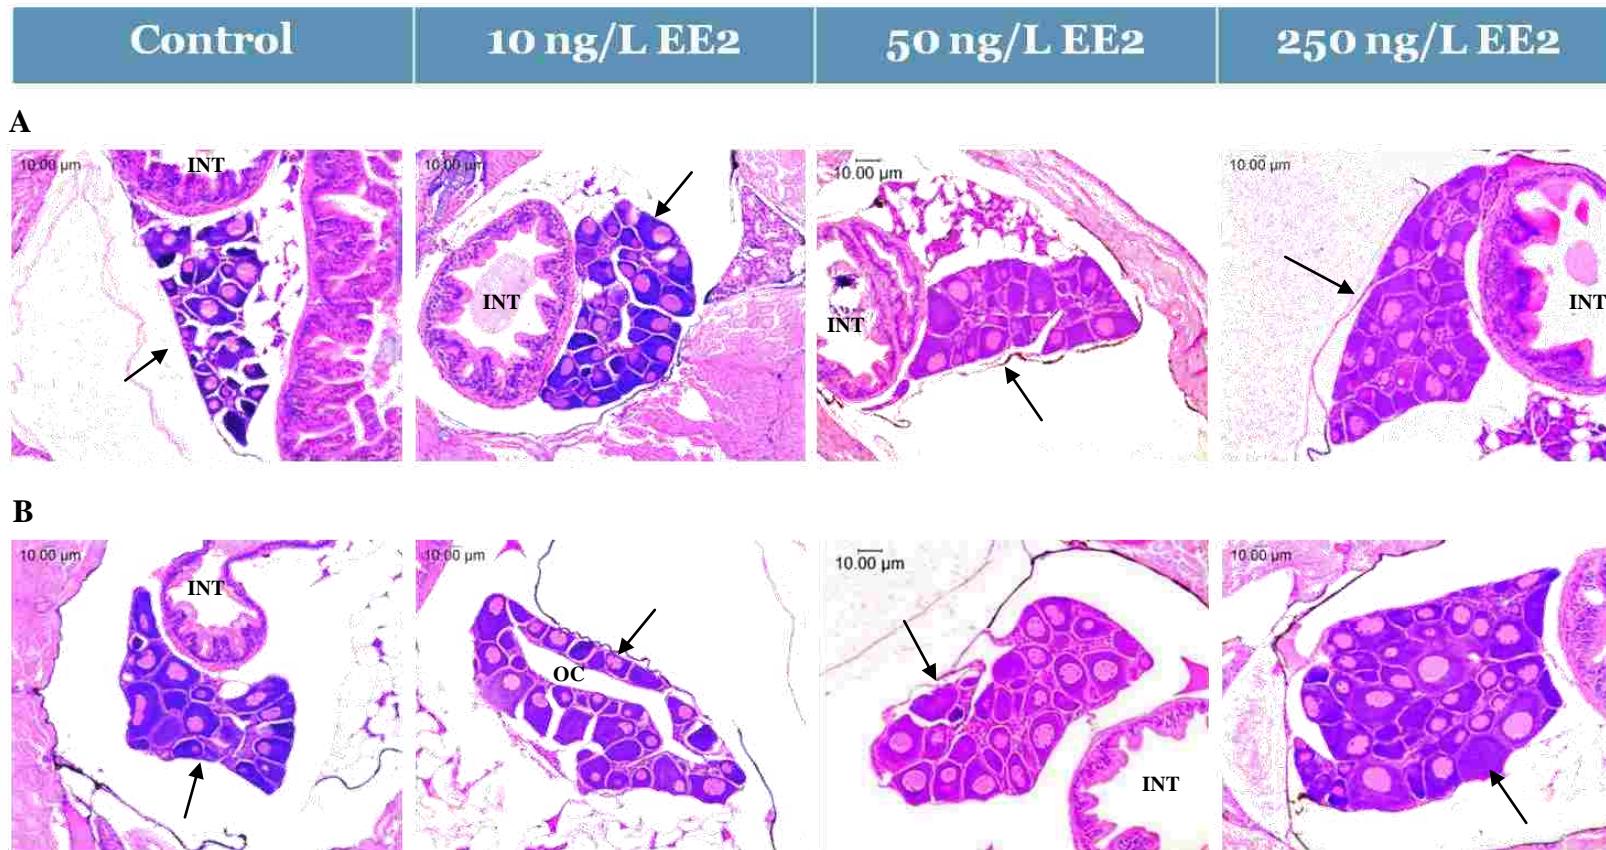 Control 10 ng/L EE2 50 ng/L EE2 250 ng/L EE2
A
10.00 µm 10.00 µm 10.00 µm 10.00 µm
INT
INT
INT
INT
B
10.00 µm 10.00 µm 10.00 µm 10.00 µm
INT
OC
INT